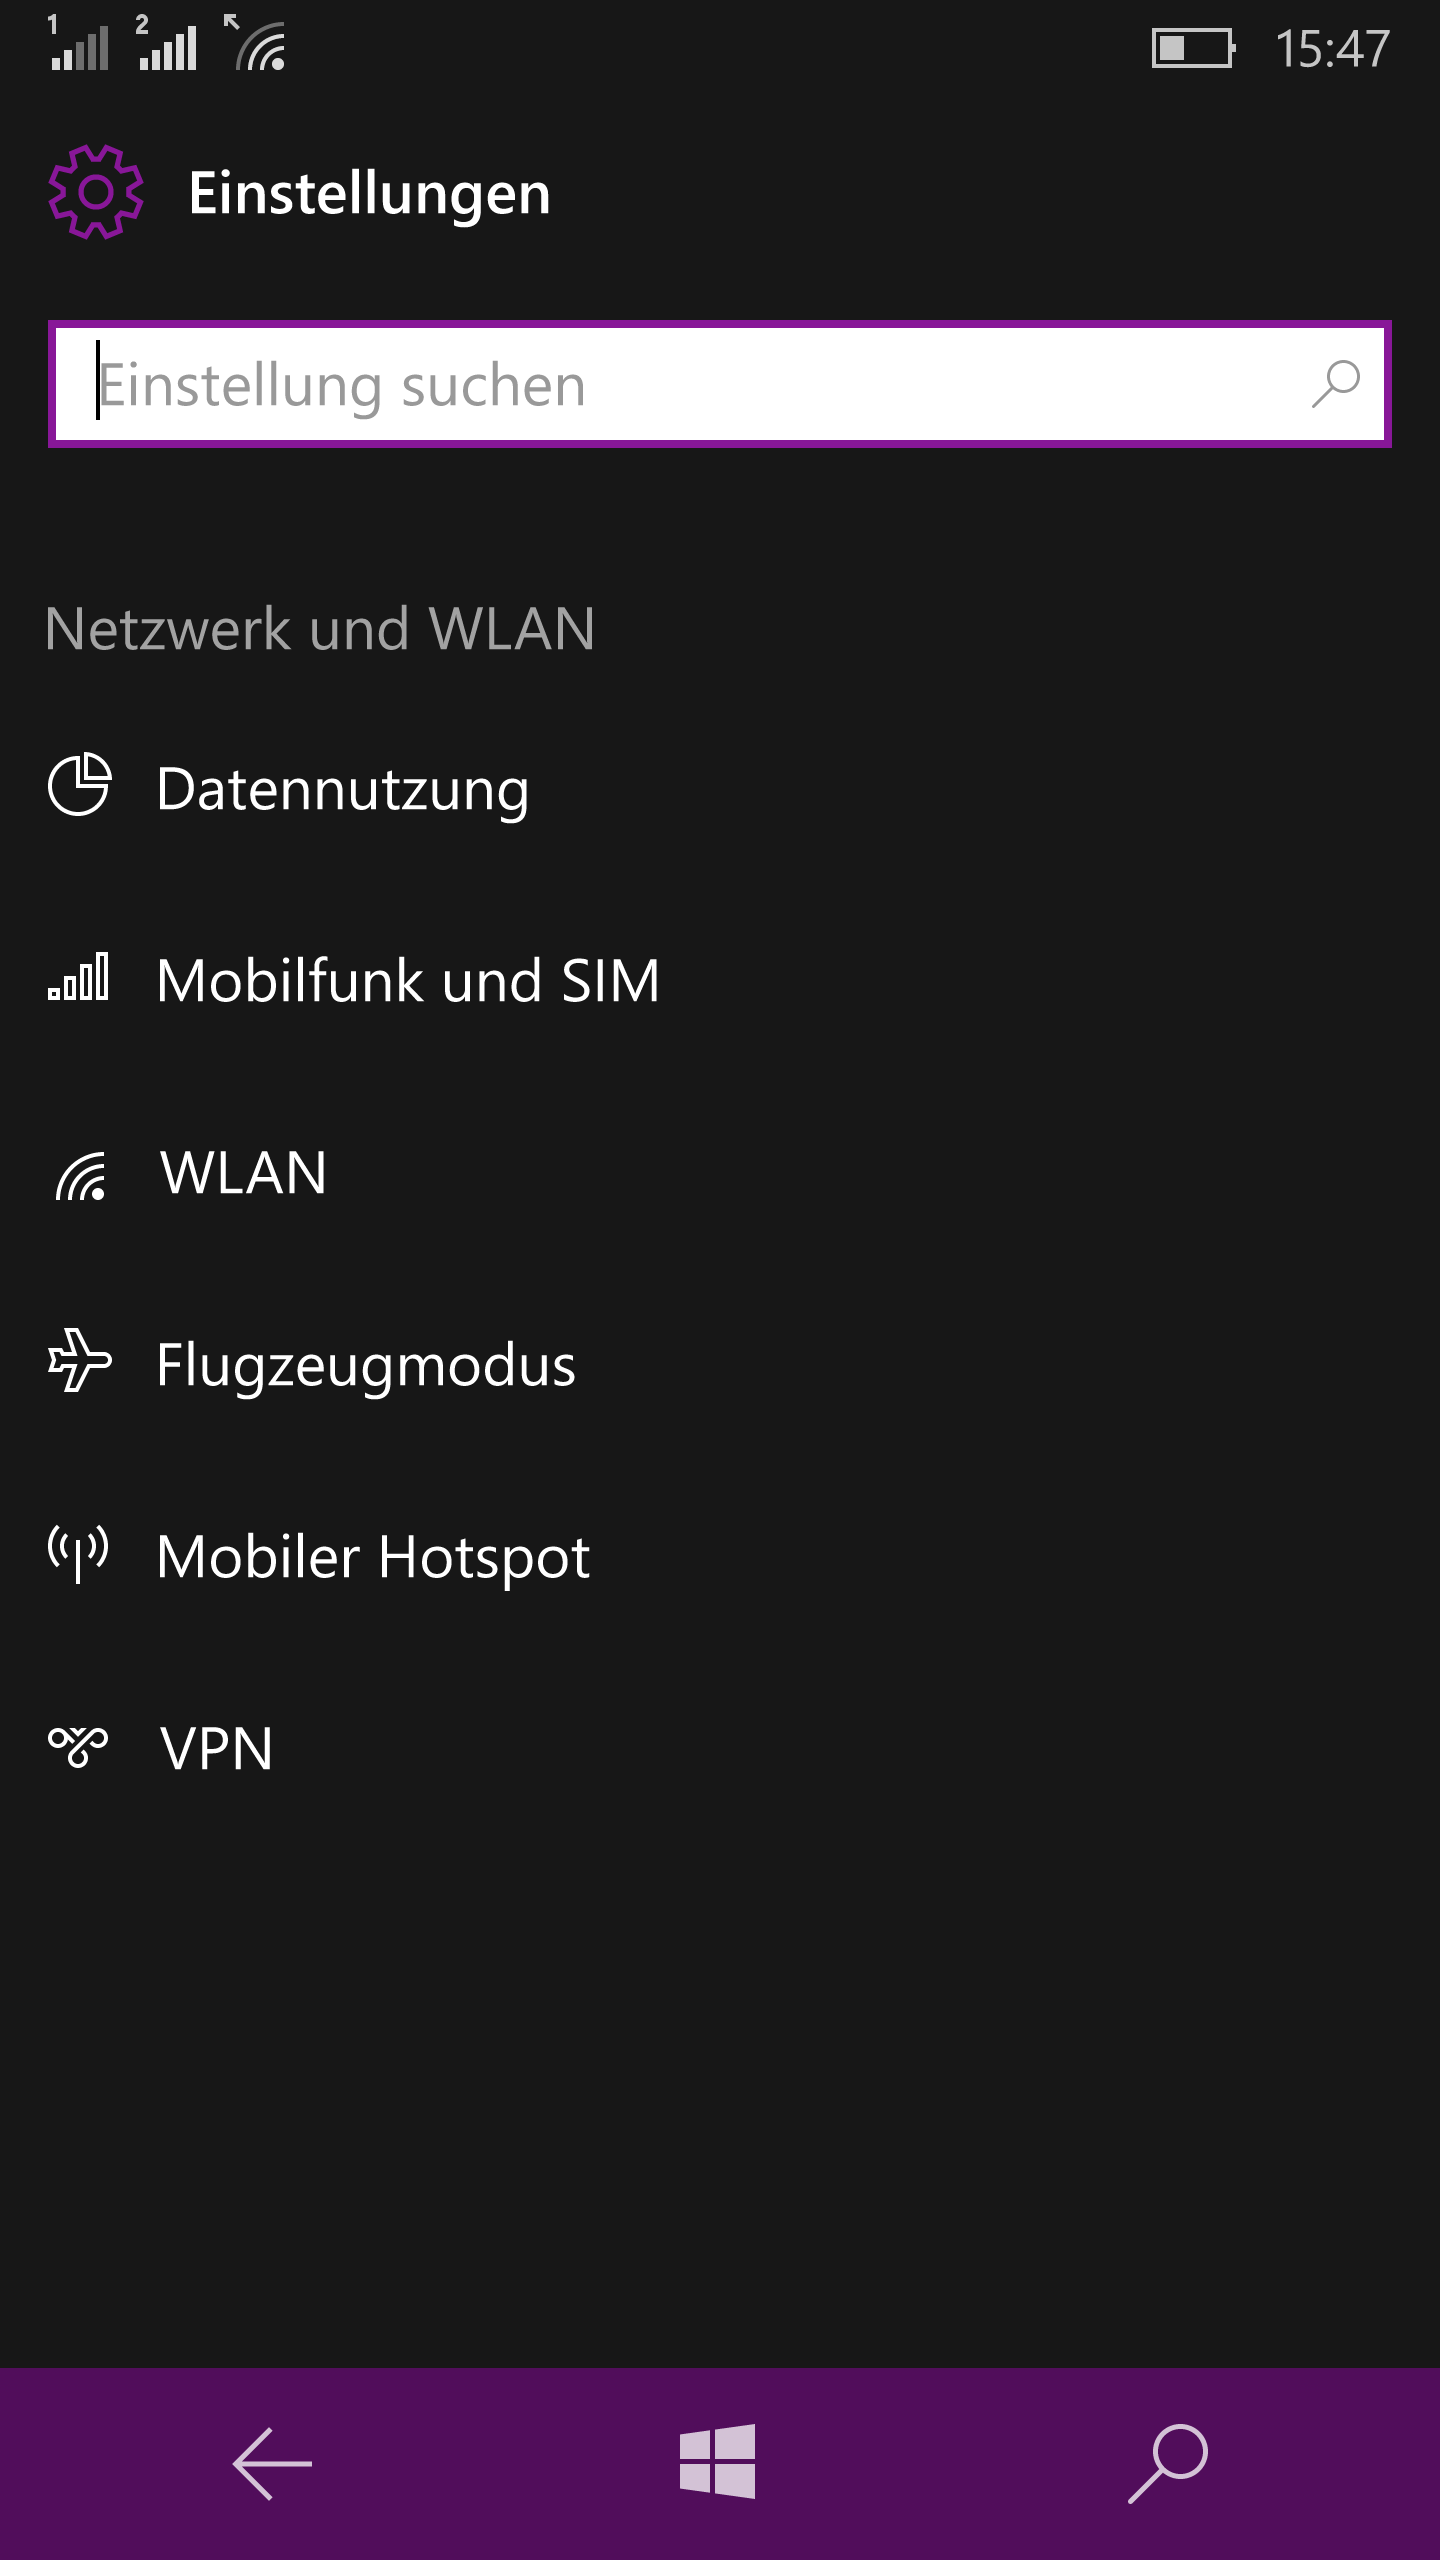 1 2 15:47
Einstellungen
Einstellung suchen
Netzwerk und WLAN
Datennutzung
Mobilfunk und SIM
WLAN
Flugzeugmodus
Mobiler Hotspot
VPN